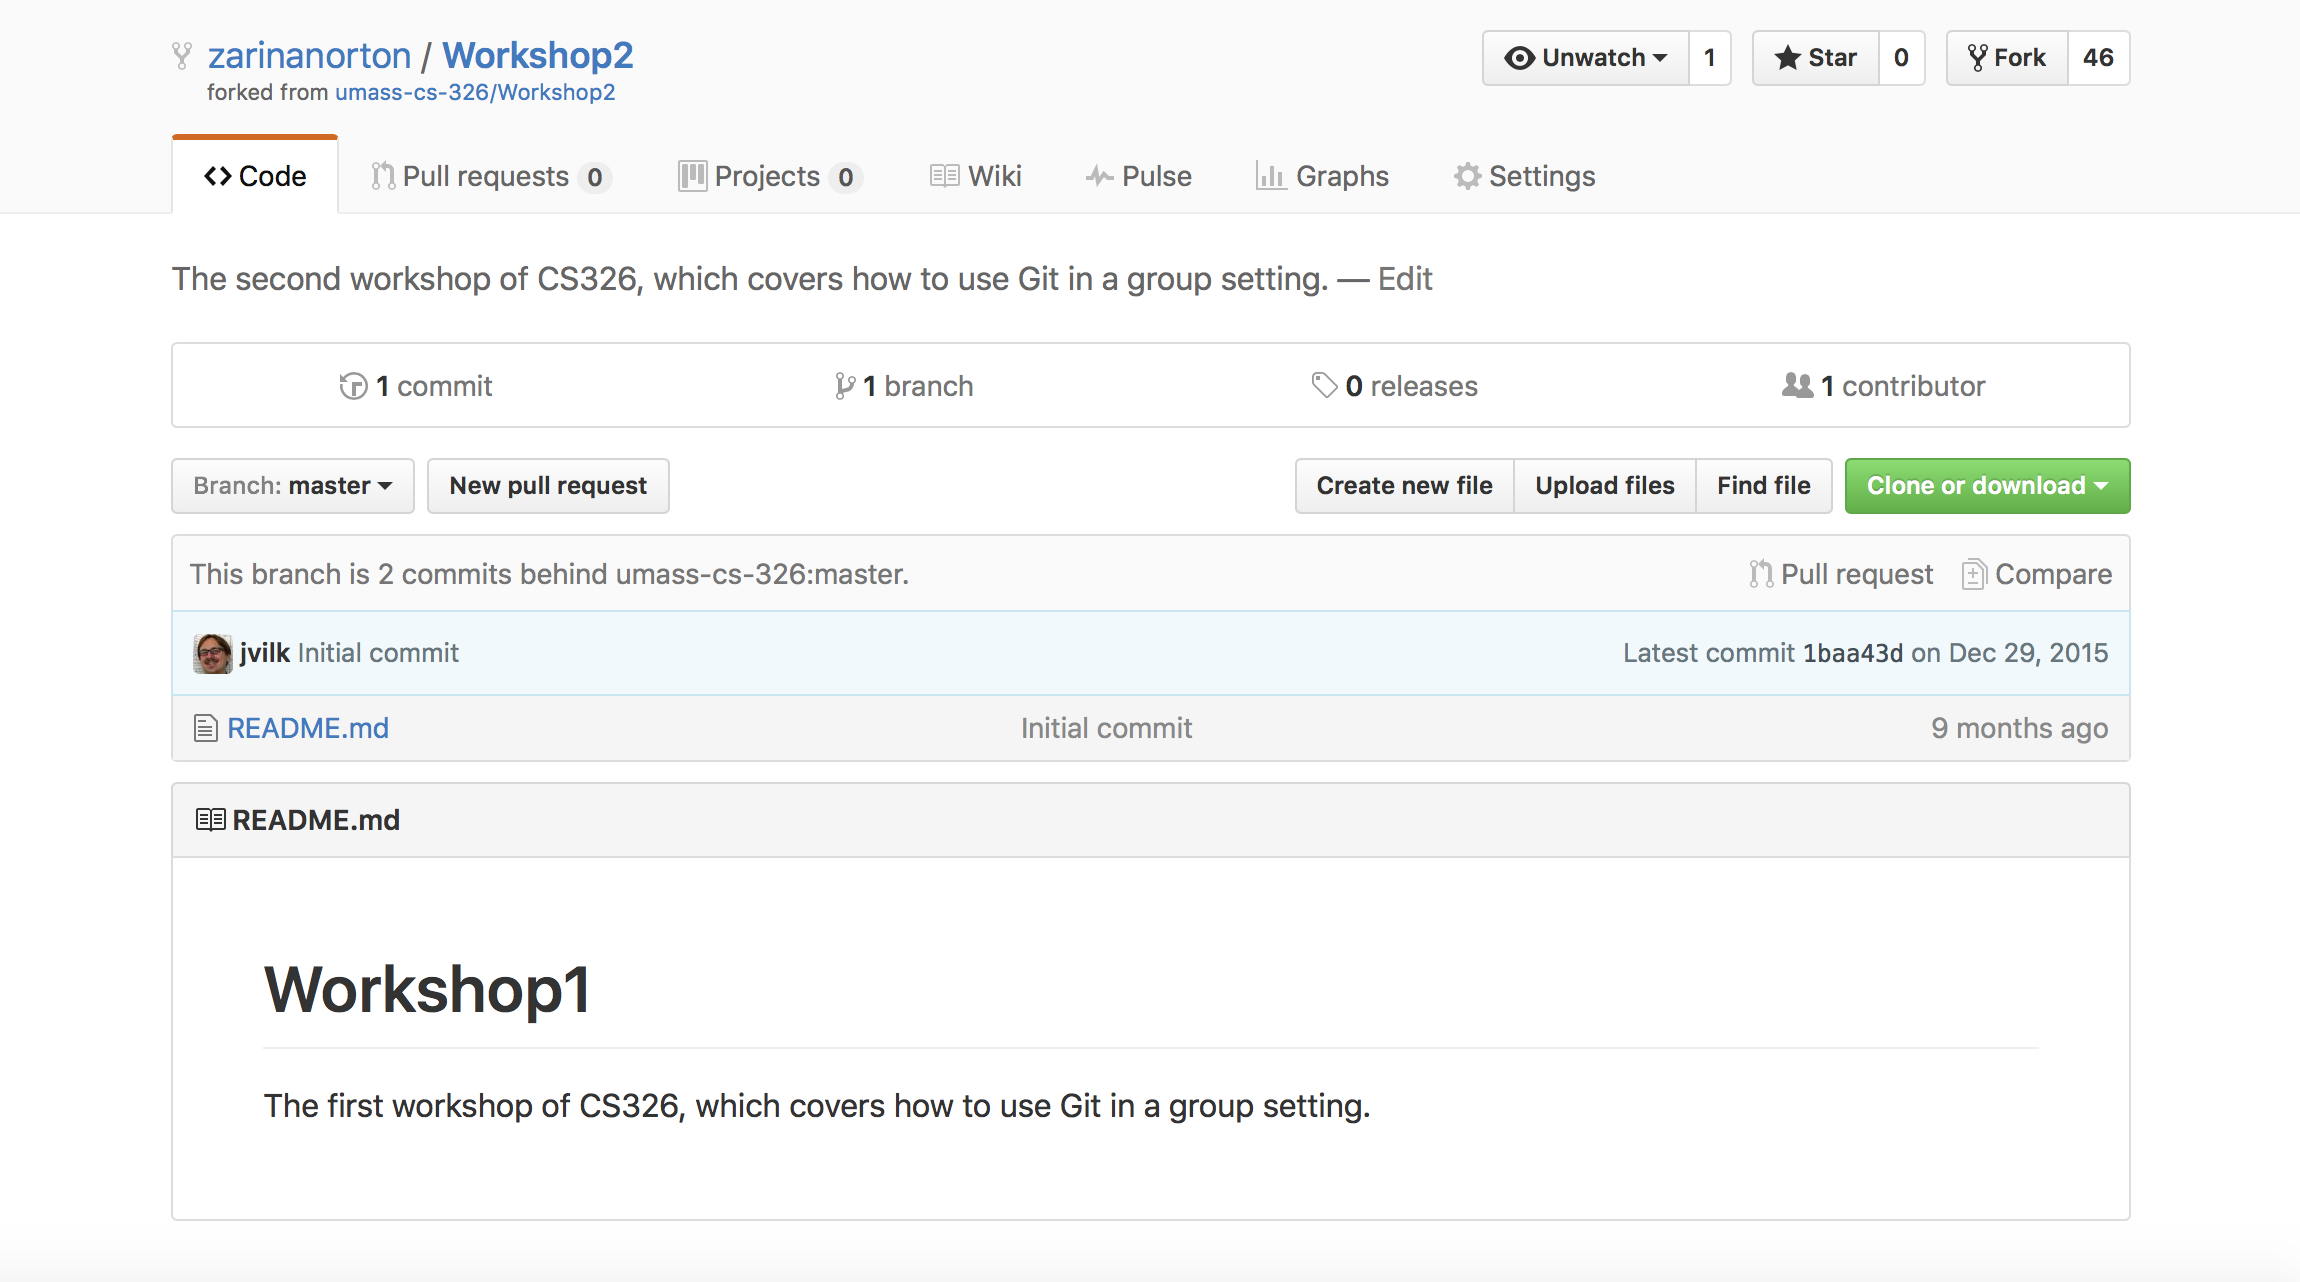 zarinanorton / Workshop2
forked from umass-cs-326/Workshop2
Unwatch 1 Star 0 Fork 46
Code Pull requests 0 Projects 0 Wiki Pulse Graphs Settings
The second workshop of CS326, which covers how to use Git in a group setting. — Edit
1 commit 1 branch 0 releases 1 contributor
Branch: master New pull request Create new file Upload files Find file Clone or download
This branch is 2 commits behind umass-cs-326:master. Pull request Compare
jvilk Initial commit Latest commit 1baa43d on Dec 29, 2015
README.md Initial commit 9 months ago
README.md
Workshop1
The first workshop of CS326, which covers how to use Git in a group setting.